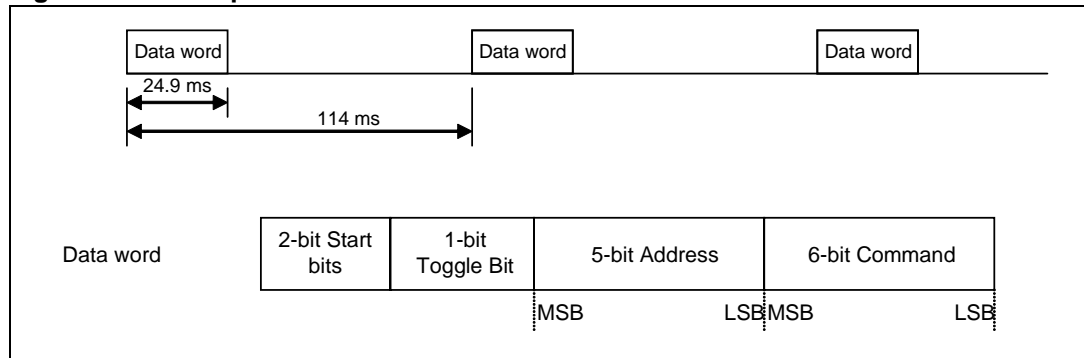 Data word Data word Data word
24.9 ms
114 ms
Data word
2-bit Start
bits
1-bit
Toggle Bit
5-bit Address
6-bit Command
MSB LSB MSB LSB